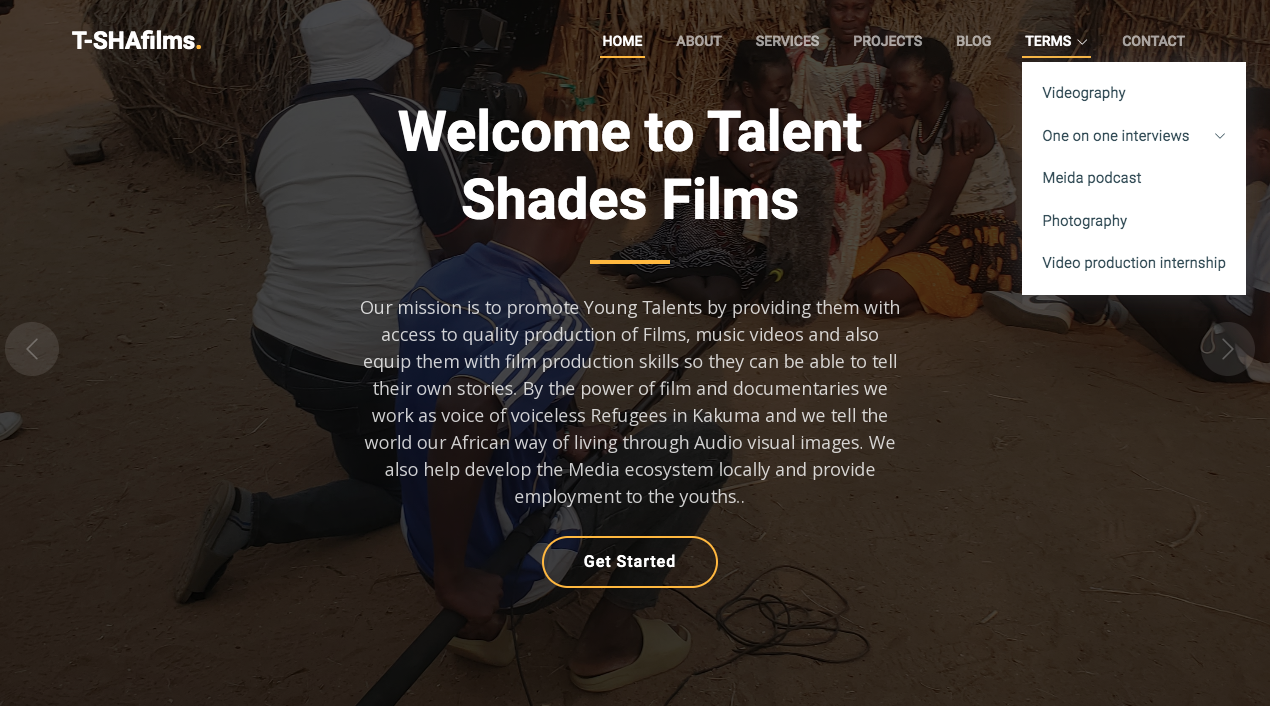 T-SHAfilms.
HOME ABOUT SERVICES PROJECTS BLOG TERMS CONTACT
Videography
One on one interviews
Meida podcast
Photography
Video production internship
Welcome to Talent
Shades Films
Our mission is to promote Young Talents by providing them with
access to quality production of Films, music videos and also
equip them with film production skills so they can be able to tell
their own stories. By the power of film and documentaries we
work as voice of voiceless Refugees in Kakuma and we tell the
world our African way of living through Audio visual images. We
also help develop the Media ecosystem locally and provide
employment to the youths..
Get Started